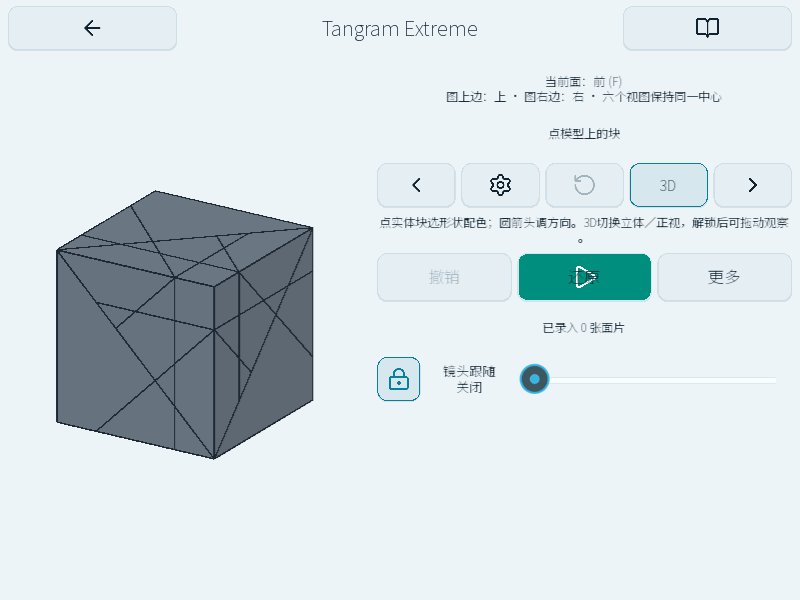 Tangram Extreme
当前面：前 (F)
图上边：上 · 图右边：右 · 六个视图保持同一中心
点模型上的块
3D
点实体块选形状配色；圆箭头调方向。3D切换立体／正视，解锁后可拖动观察
。
撤销
还原
更多
已录入 0 张面片
镜头跟随
关闭